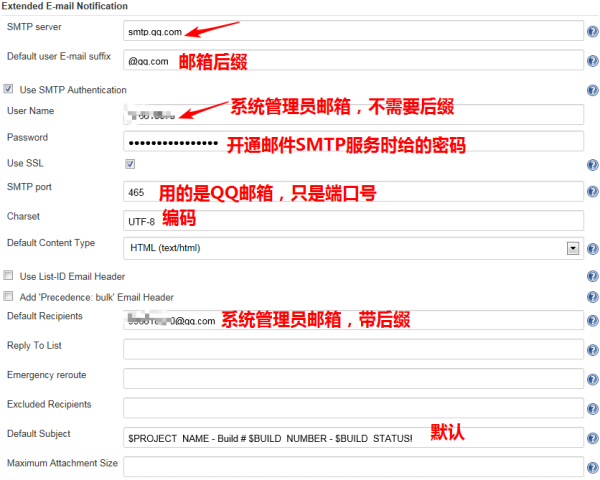 Extended E-mail Notification
SMTP server
smtp.qq.com
Default user E-mail suffix
@qq.com 邮箱后缀
Use SMTP Authentication
系统管理员邮箱，不需要后缀
User Name
Password
开通邮件SMTP服务时给的密码
Use SSL
SMTP port
465 用的是QQ邮箱，只是端口号
Charset
UTF-8 编码
Default Content Type
HTML (text/html)
Use List-ID Email Header
Add 'Precedence: bulk' Email Header
Default Recipients
@qq.com 系统管理员邮箱，带后缀
Reply To List
Emergency reroute
Excluded Recipients
Default Subject
$PROJECT_NAME - Build # $BUILD_NUMBER - $BUILD_STATUS! 默认
Maximum Attachment Size